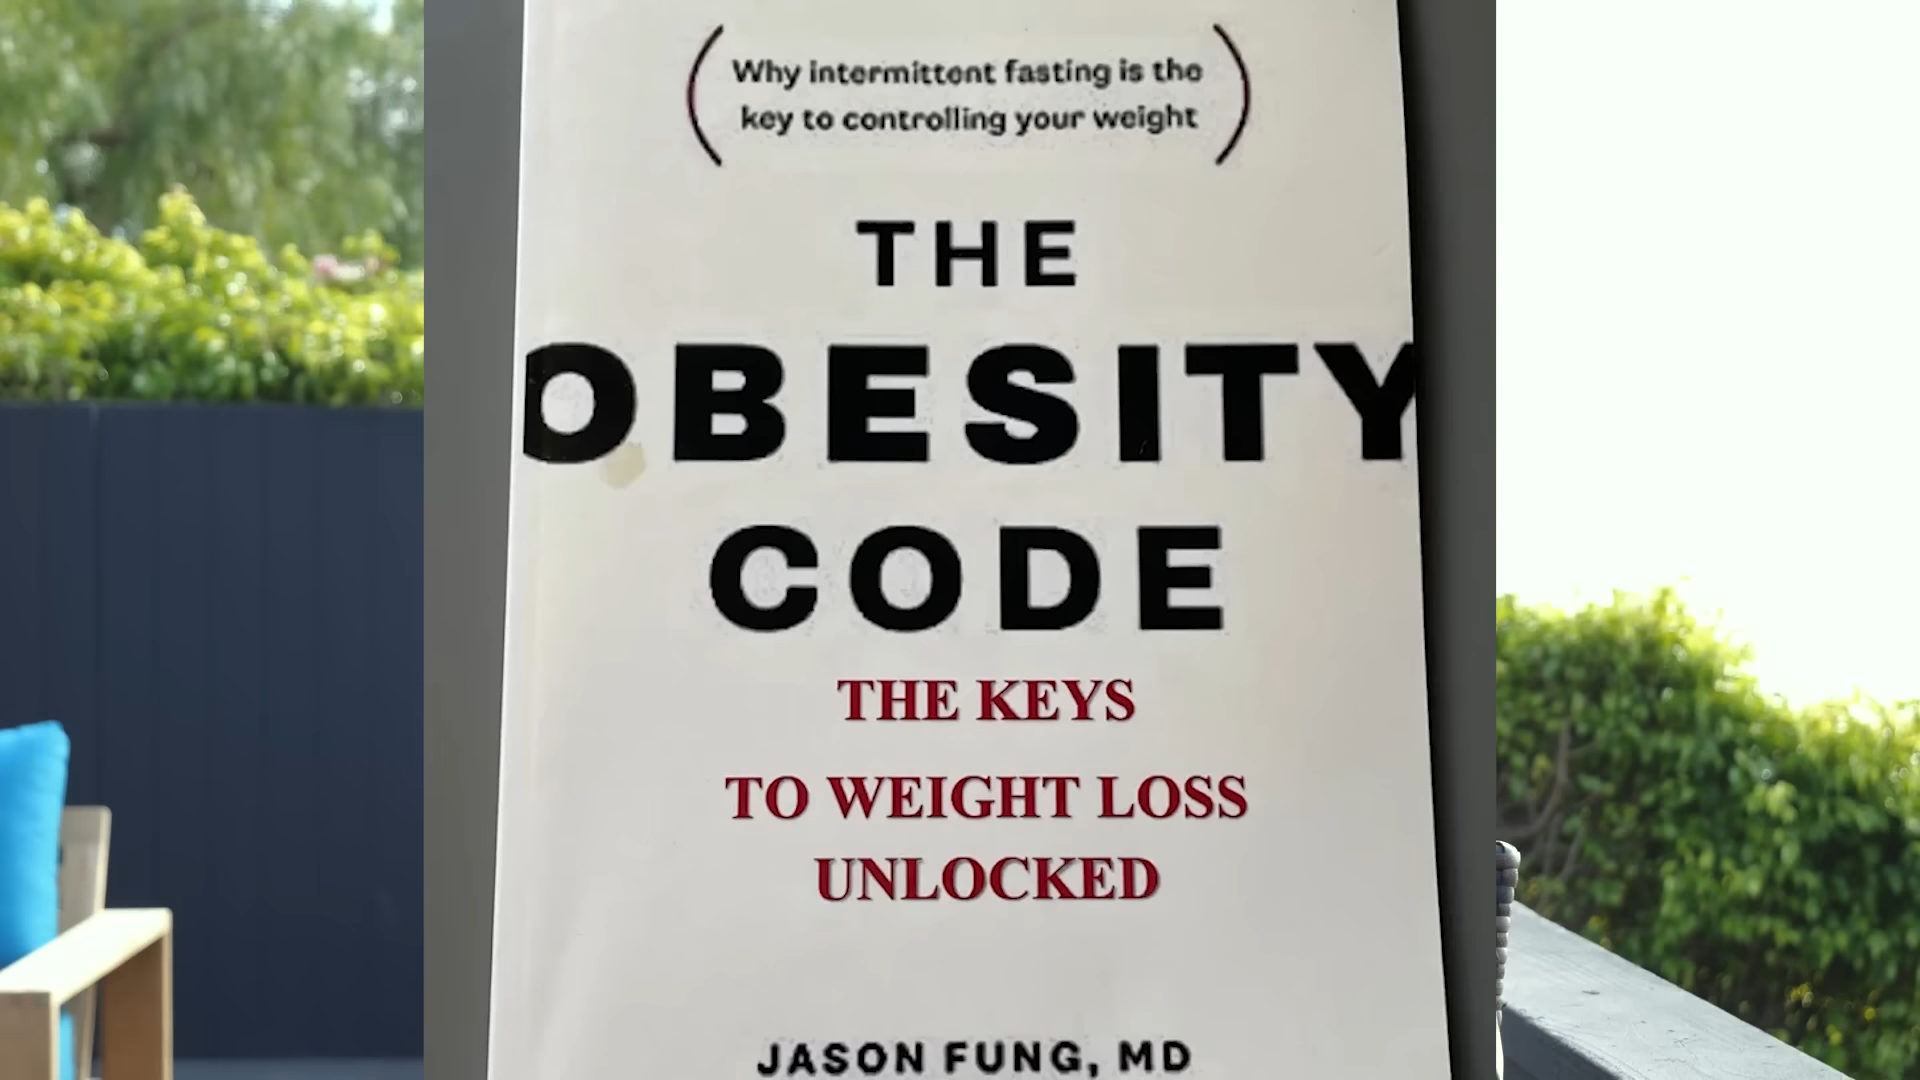 (Why intermittent fasting is the
key to controlling your weight)
THE
OBESITY
CODE
THE KEYS
TO WEIGHT LOSS
UNLOCKED
JASON FUNG, MD